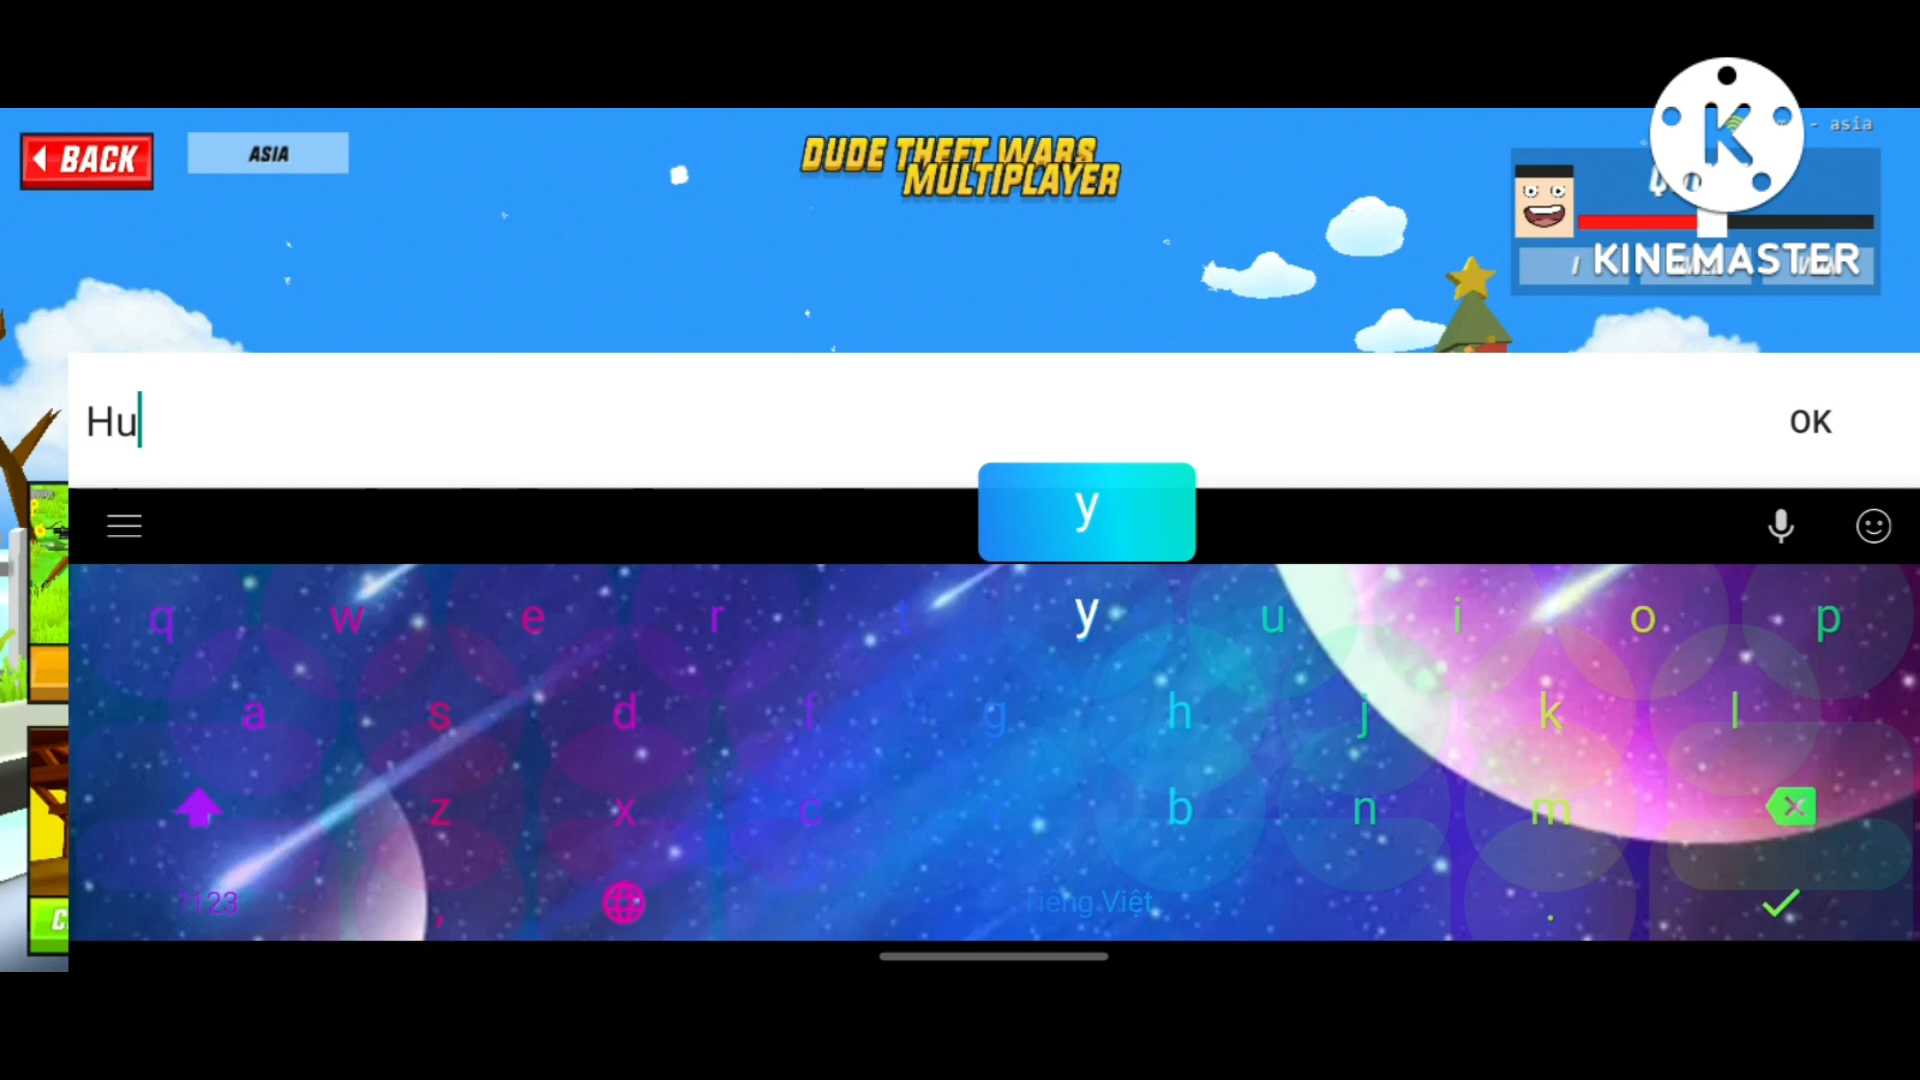 BACK
ASIA
DUDE THEFT WARS
MULTIPLAYER
- asia
KINEMASTER
Hu
OK
y
q w e r t y u i o p
a s d f g h j k l
z x c b n m
?123 , Tiếng Việt .